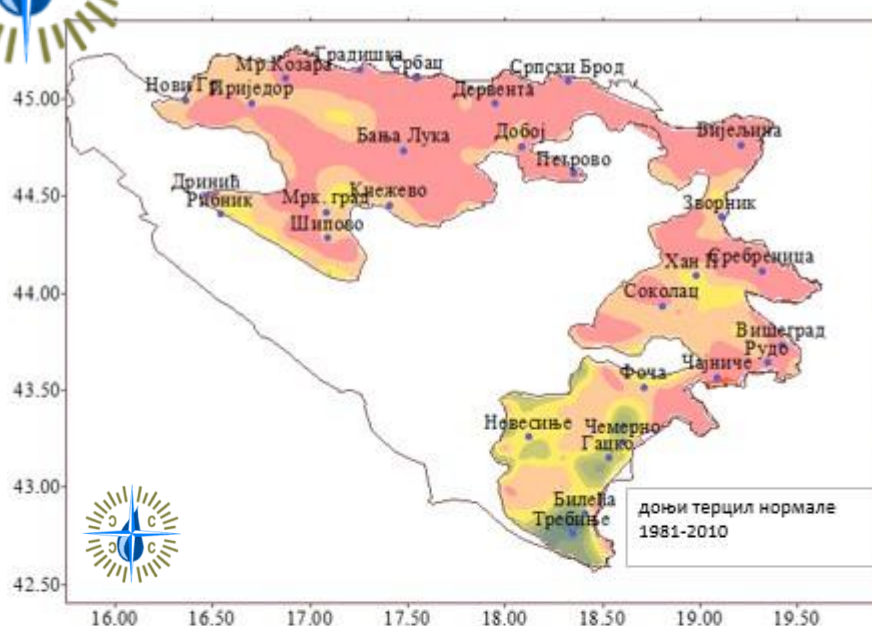 Градишка
Мр.Козара
Србац
Српски Брод
Нови Гр
Приједор
Дервента
45.00
Бања Лука
Добој
Вијељина
Петрово
44.50
Дринић
Рибник
Мрк. град
Кнежево
Шипово
Зворник
Хан П
Сребреница
44.00
Соколац
Вишеград
Рудо
Чајниче
Фоча
43.50
Невесиње
Чемерно
Гацко
43.00
Билећа
Требиње
доњи терцил нормале
1981-2010
42.50
16.00 16.50 17.00 17.50 18.00 18.50 19.00 19.50